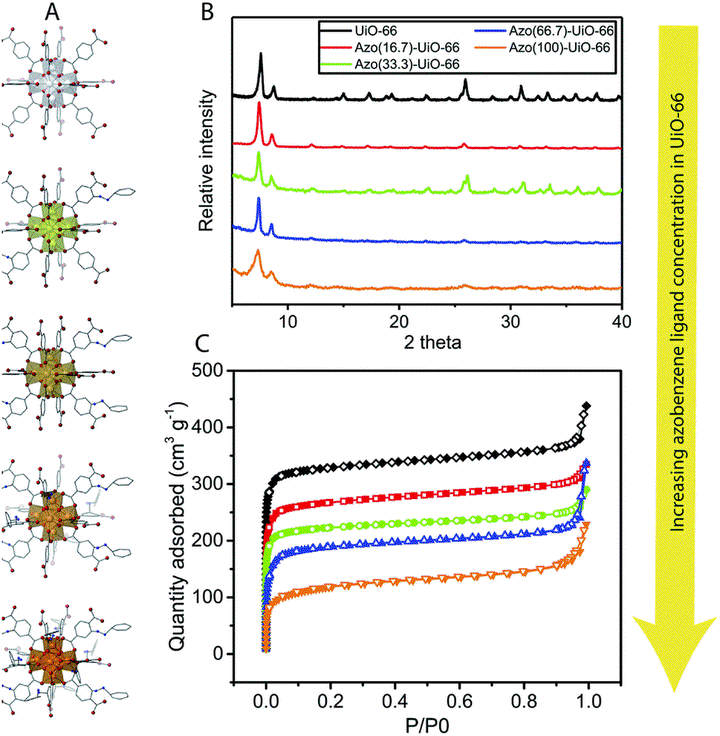 A
B
UiO-66
Azo(16.7)-UiO-66
Azo(33.3)-UiO-66
Azo(66.7)-UiO-66
Azo(100)-UiO-66
Relative intensity
10
20
30
40
2 theta
C
500
400
300
200
100
0
Quantity adsorbed (cm³ g⁻¹)
0.0
0.2
0.4
0.6
0.8
1.0
P/P0
Increasing azobenzene ligand concentration in UiO-66